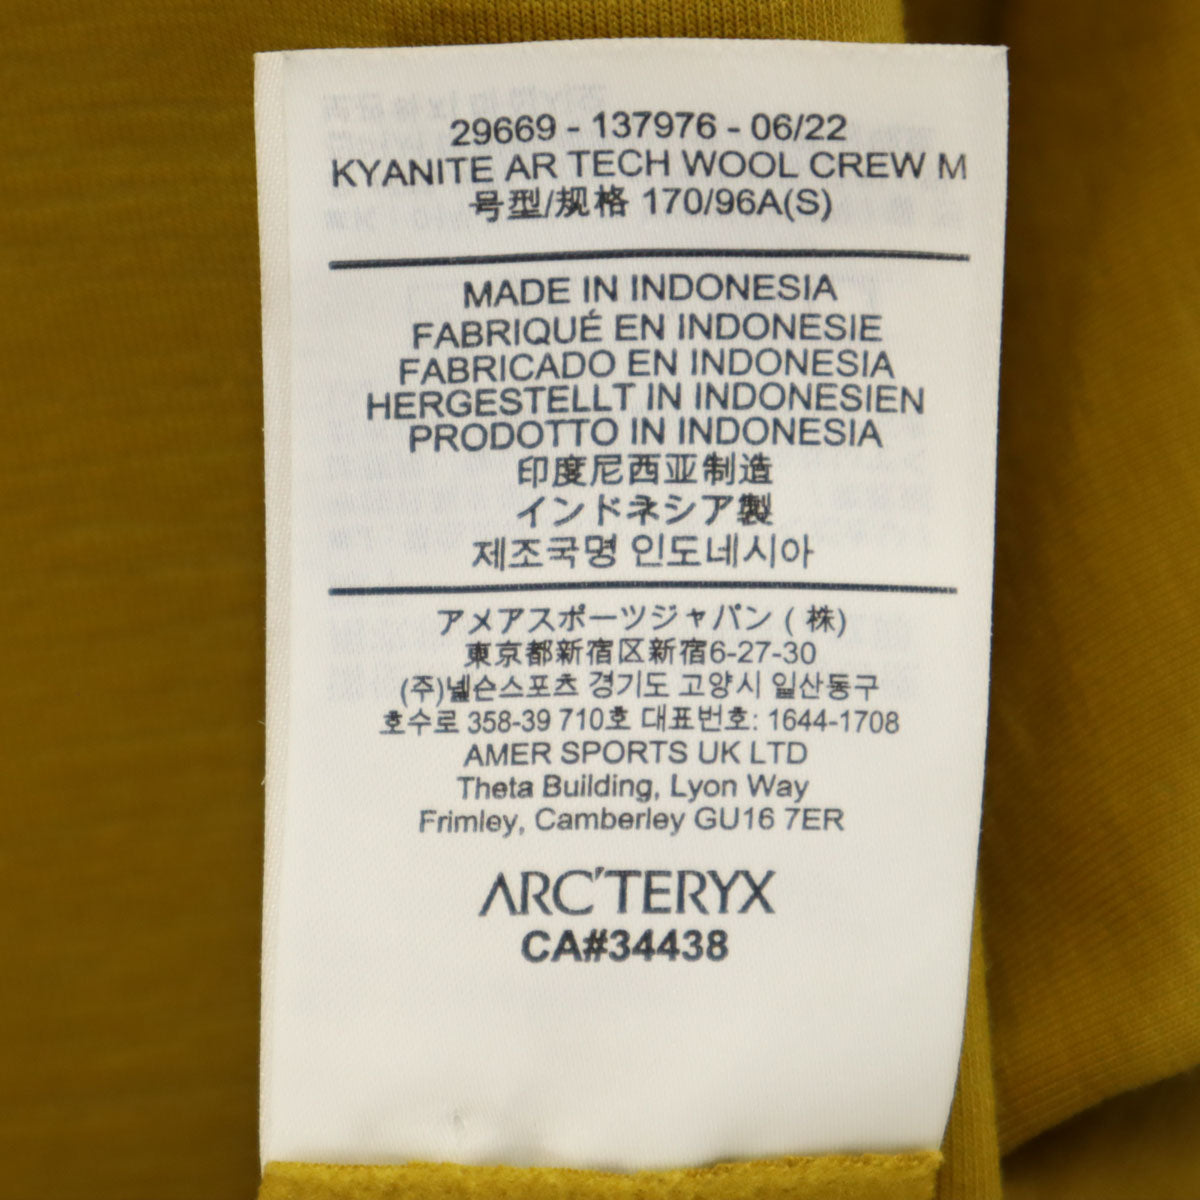 29669 - 137976 - 06/22
KYANITE AR TECH WOOL CREW M
号型/规格 170/96A(S)
MADE IN INDONESIA
FABRIQUÉ EN INDONESIE
FABRICADO EN INDONESIA
HERGESTELLT IN INDONESIEN
PRODOTTO IN INDONESIA
印度尼西亚制造
インドネシア製
제조국명 인도네시아
アメアスポーツジャパン ( 株)
東京都新宿区新宿6-27-30
(주)넬슨스포츠 경기도 고양시 일산동구
호수로 358-39 710호 대표번호: 1644-1708
AMER SPORTS UK LTD
Theta Building, Lyon Way
Frimley, Camberley GU16 7ER
ARC'TERYX
CA#34438